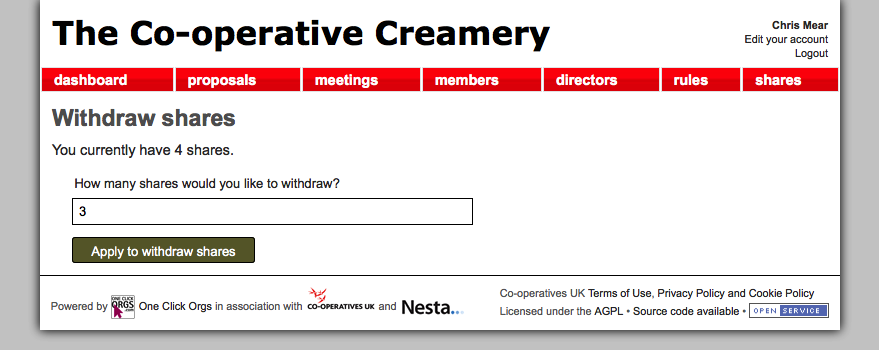 The Co-operative Creamery
Chris Mear
Edit your account
Logout
dashboard proposals meetings members directors rules shares
Withdraw shares
You currently have 4 shares.
How many shares would you like to withdraw?
3
Apply to withdraw shares
Powered by ONE CLICK ORGS .com One Click Orgs in association with CO-OPERATIVES UK and Nesta...
Co-operatives UK Terms of Use, Privacy Policy and Cookie Policy
Licensed under the AGPL • Source code available • OPEN SERVICE